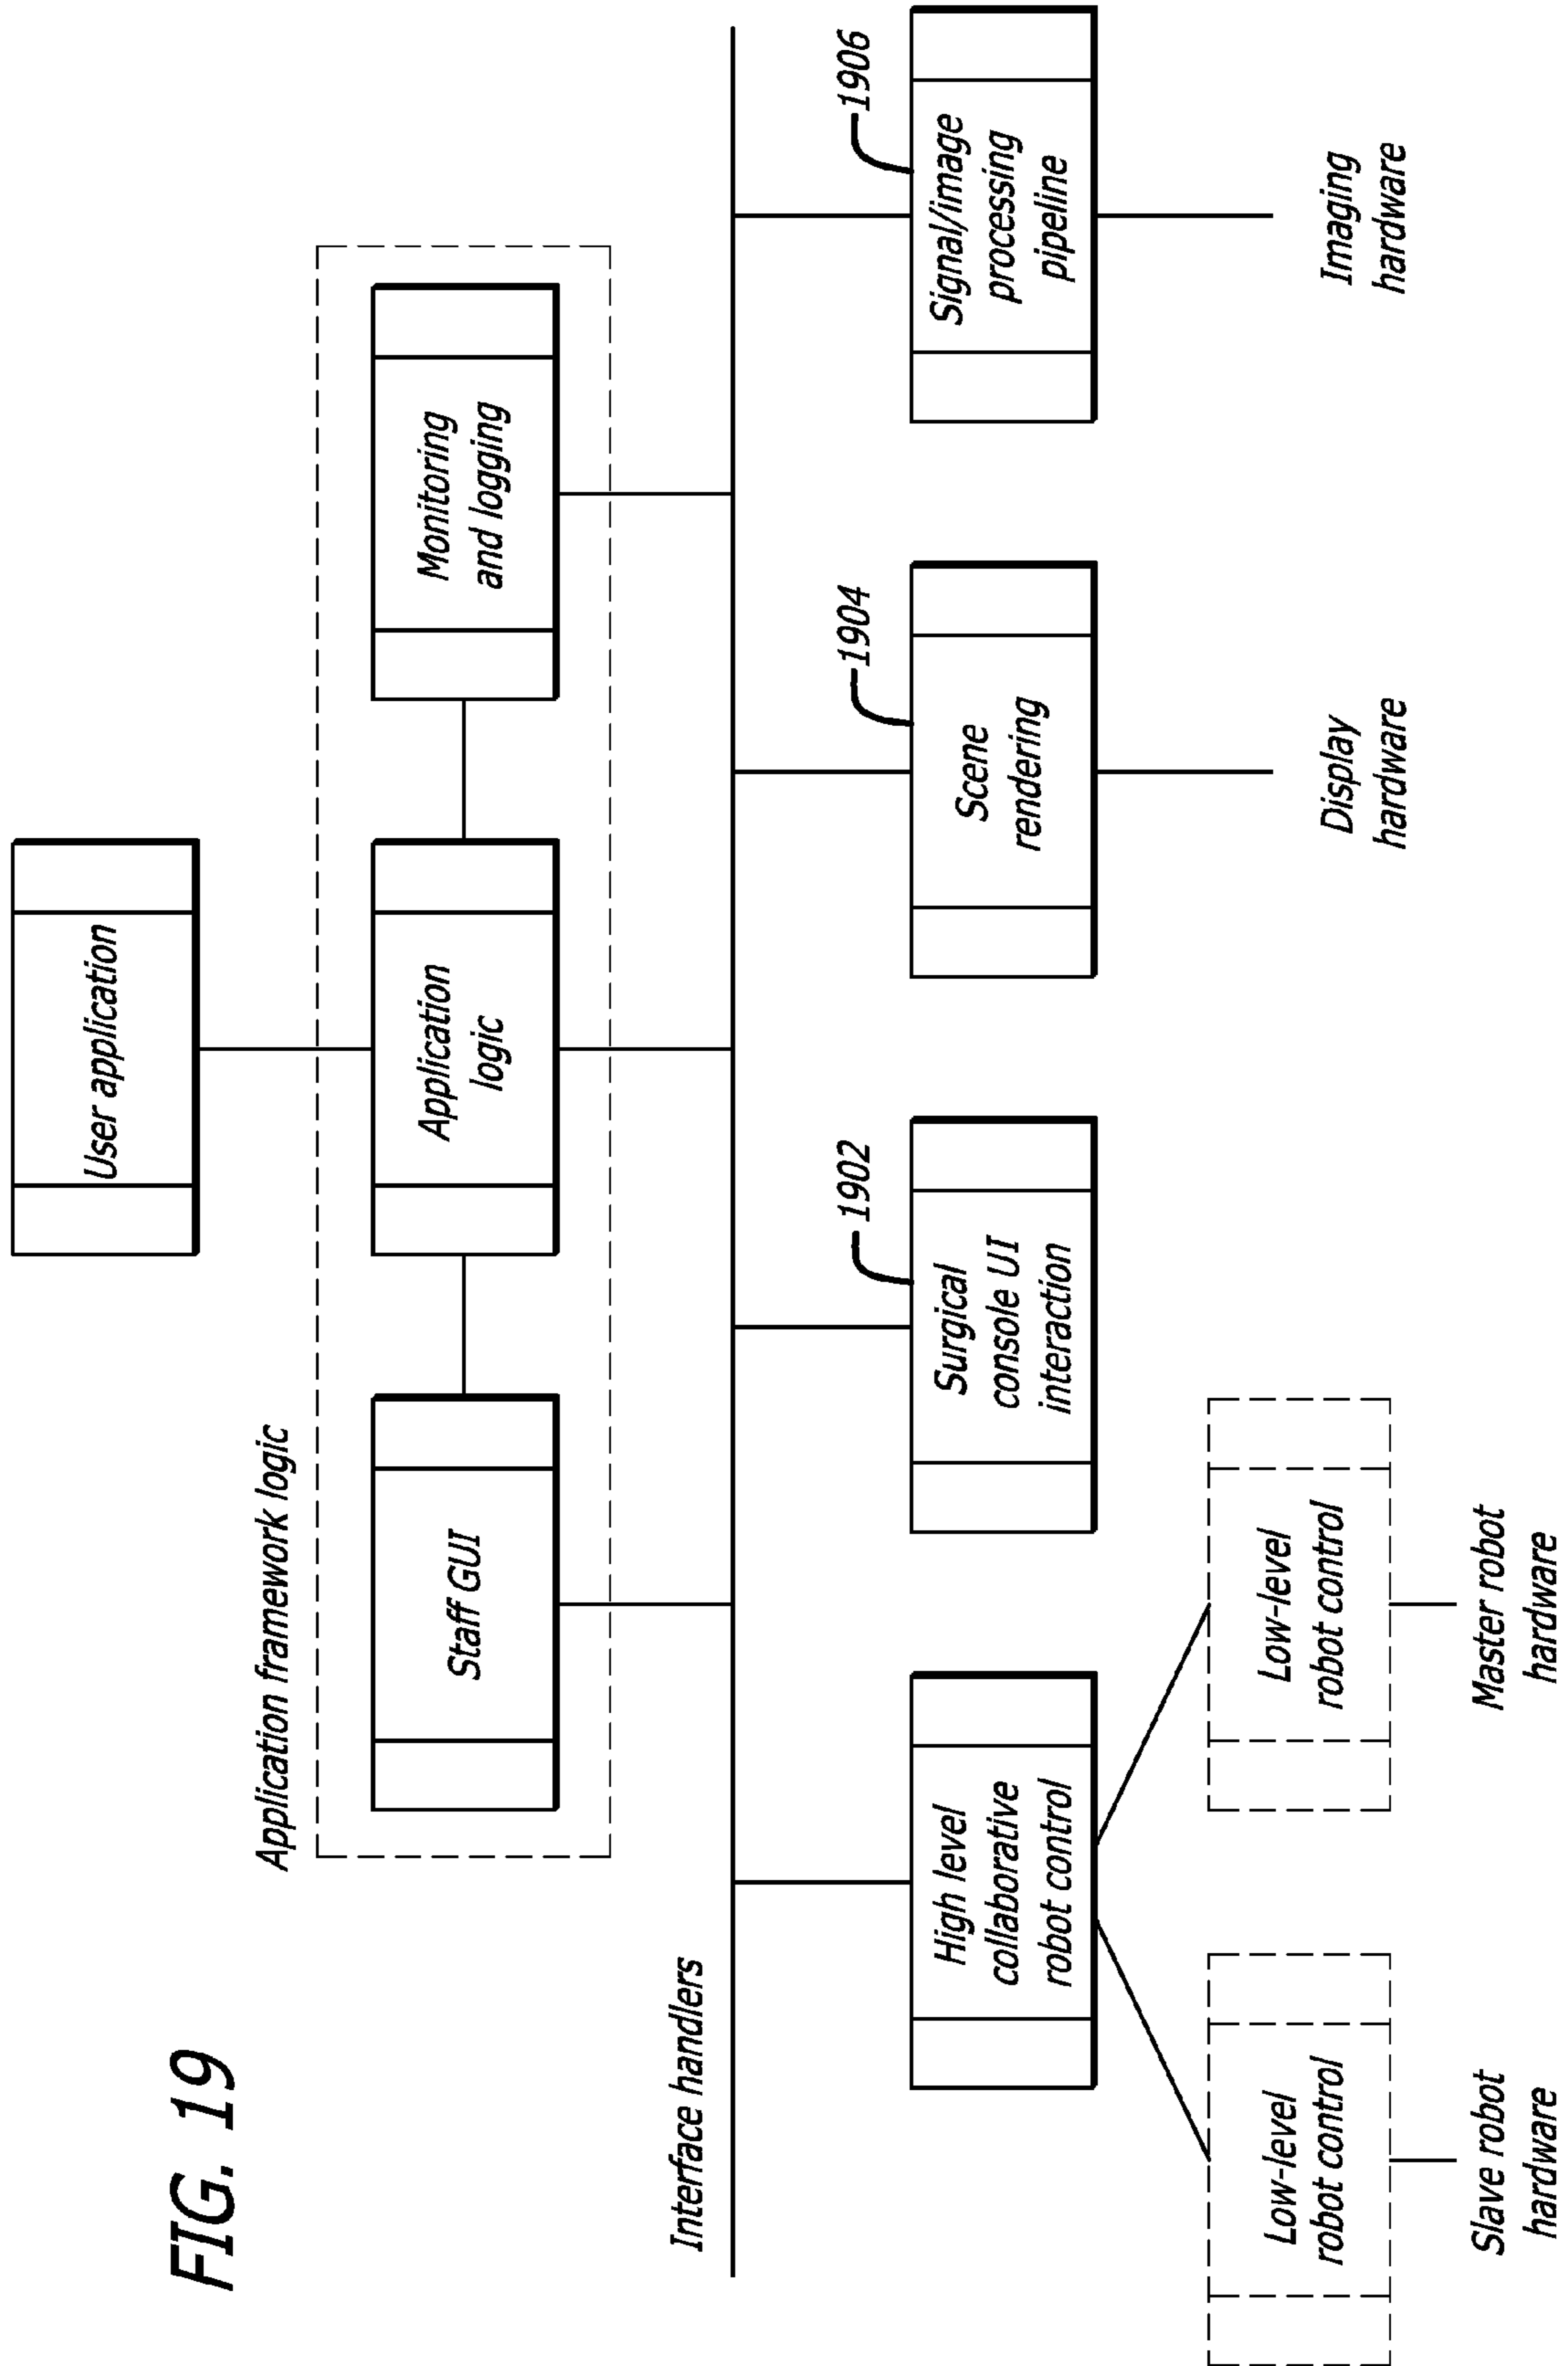 FIG. 19
User application
Application framework logic
Staff GUI
Application
logic
Monitoring
and logging
Interface handlers
High level
collaborative
robot control
1902
Surgical
console UI
interaction
1904
Scene
rendering
1906
Signal/image
processing
pipeline
Low-level
robot control
Low-level
robot control
Slave robot
hardware
Master robot
hardware
Display
hardware
Imaging
hardware